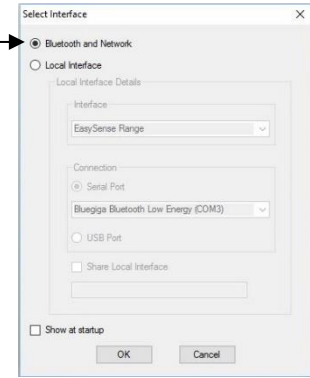 Select Interface
Bluetooth and Network
Local Interface
Local Interface Details
Interface
EasySense Range
Connection
Serial Port
Bluegiga Bluetooth Low Energy (COM3)
USB Port
Share Local Interface
Show at startup
OK Cancel